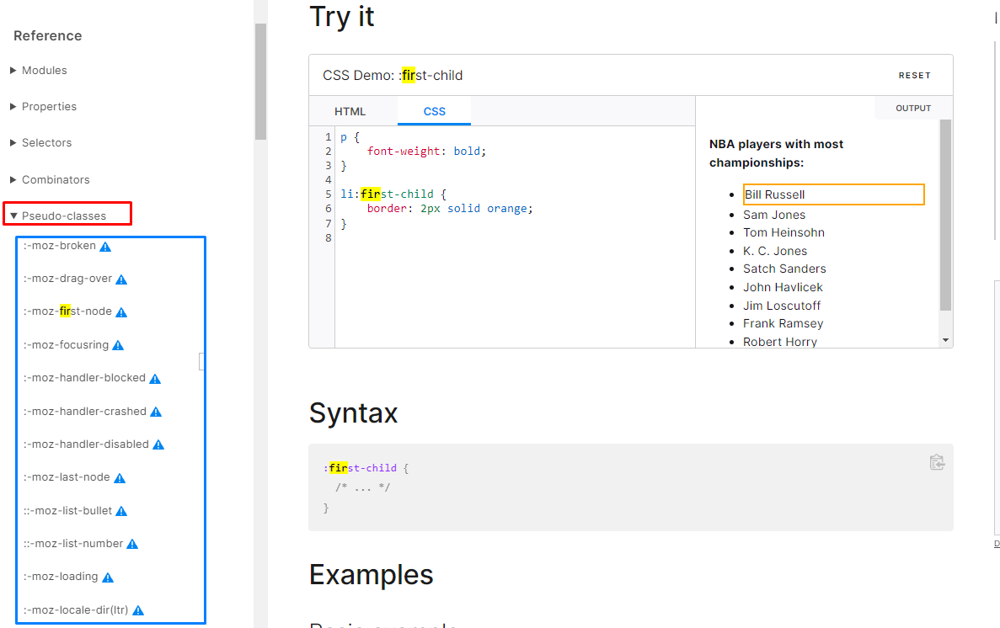 Reference
Modules
Properties
Selectors
Combinators
Pseudo-classes
:-moz-broken
:-moz-drag-over
:-moz-first-node
:-moz-focusring
:-moz-handler-blocked
:-moz-handler-crashed
:-moz-handler-disabled
:-moz-last-node
::-moz-list-bullet
::-moz-list-number
:-moz-loading
:-moz-locale-dir(ltr)
Try it
CSS Demo: :first-child
RESET
HTML CSS
1 p {
2 font-weight: bold;
3 }
4
5 li:first-child {
6 border: 2px solid orange;
7 }
8
OUTPUT
NBA players with most
championships:
Bill Russell
Sam Jones
Tom Heinsohn
K. C. Jones
Satch Sanders
John Havlicek
Jim Loscutoff
Frank Ramsey
Robert Horry
Syntax
:first-child {
/* ... */
}
Examples